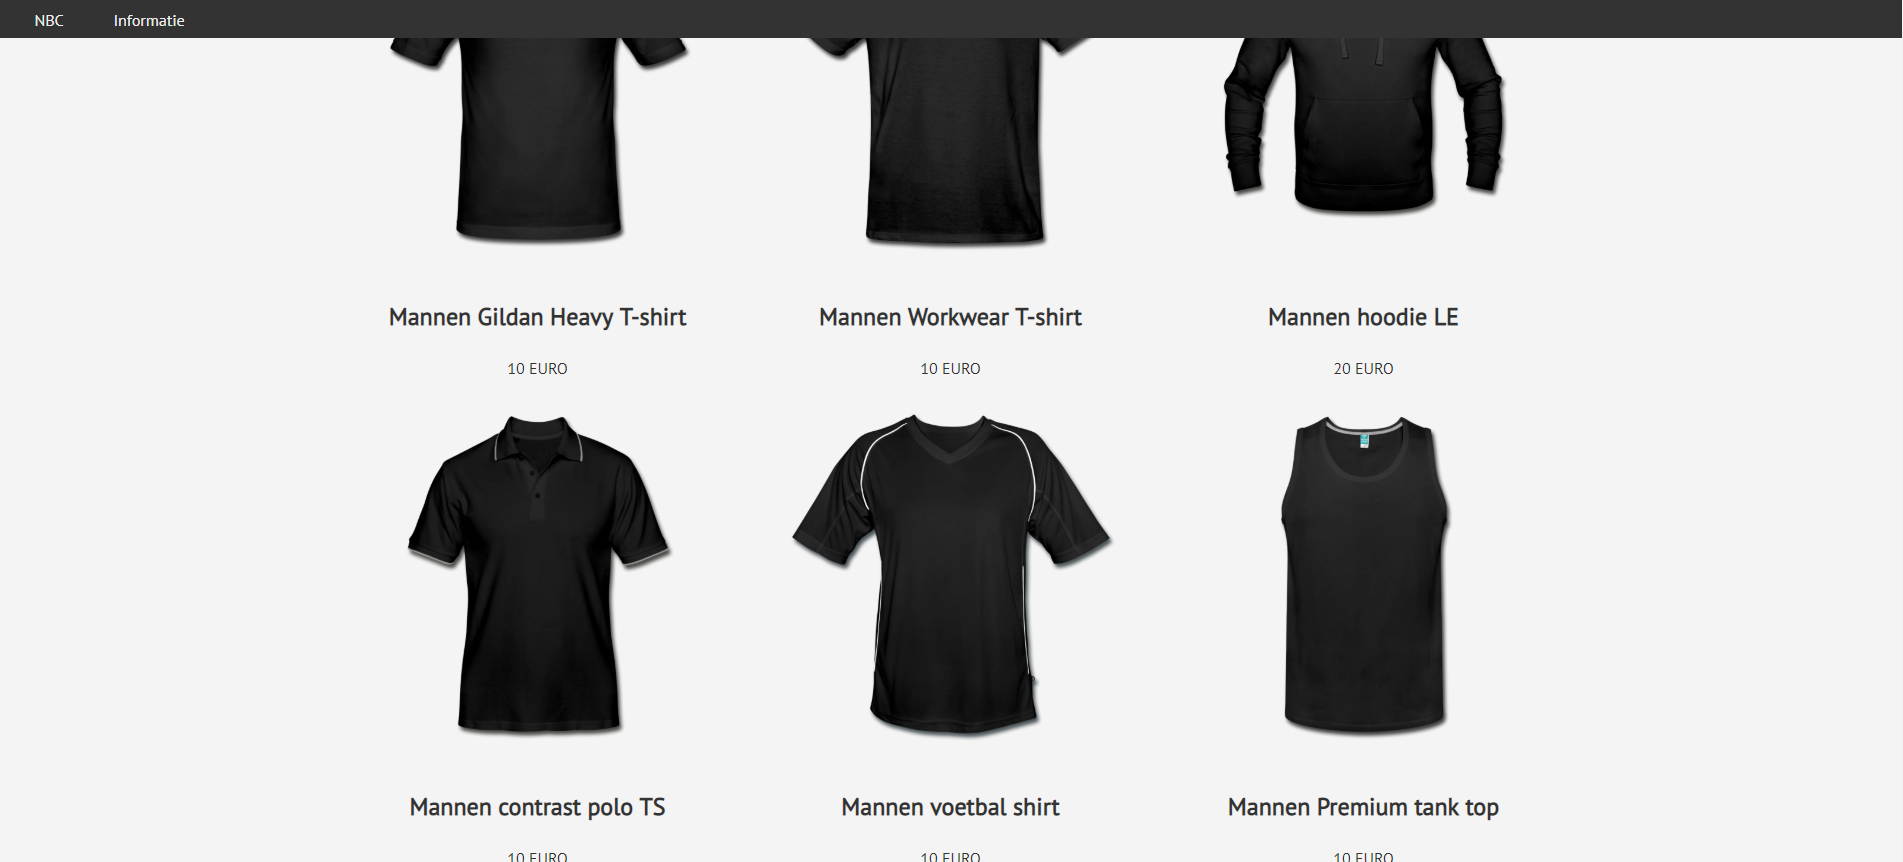 NBC Informatie
Mannen Gildan Heavy T-shirt
Mannen Workwear T-shirt
Mannen hoodie LE
10 EURO
10 EURO
20 EURO
Mannen contrast polo TS
Mannen voetbal shirt
Mannen Premium tank top
10 EURO
10 EURO
10 EURO